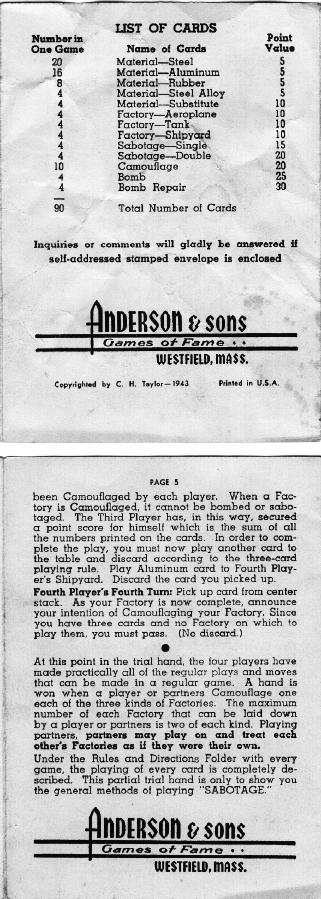 LIST OF CARDS
Number in One Game Name of Cards Point Value
20 Material—Steel 5
16 Material—Aluminum 5
8 Material—Rubber 5
4 Material—Steel Alloy 5
4 Material—Substitute 10
4 Factory—Aeroplane 10
4 Factory—Tank 10
4 Factory—Shipyard 10
4 Sabotage—Single 15
4 Sabotage—Double 20
10 Camouflage 20
4 Bomb 25
4 Bomb Repair 30
90 Total Number of Cards
Inquiries or comments will gladly be answered if
self-addressed stamped envelope is enclosed
ANDERSON & SONS
Games of Fame . .
WESTFIELD, MASS.
Copyrighted by C. H. Taylor—1943 Printed in U.S.A.
PAGE 5
been Camouflaged by each player. When a Fac-
tory is Camouflaged, it cannot be bombed or sabo-
taged. The Third Player has, in this way, secured
a point score for himself which is the sum of all
the numbers printed on the cards. In order to com-
plete the play, you must now play another card to
the table and discard according to the three-card
playing rule. Play Aluminum card to Fourth Play-
er's Shipyard. Discard the card you picked up.
Fourth Player's Fourth Turn: Pick up card from center
stack. As your Factory is now complete, announce
your intention of Camouflaging your Factory. Since
you have three cards and no Factory on which to
play them, you must pass. (No discard.)
●
At this point in the trial hand, the four players have
made practically all of the regular plays and moves
that can be made in a regular game. A hand is
won when a player or partners Camouflage one
each of the three kinds of Factories. The maximum
number of each Factory that can be laid down
by a player or partners is two of each kind. Playing
partners, partners may play on and treat each
other's Factories as if they were their own.
Under the Rules and Directions Folder with every
game, the playing of every card is completely de-
scribed. This partial trial hand is only to show you
the general methods of playing "SABOTAGE."
ANDERSON & SONS
Games of Fame . .
WESTFIELD, MASS.